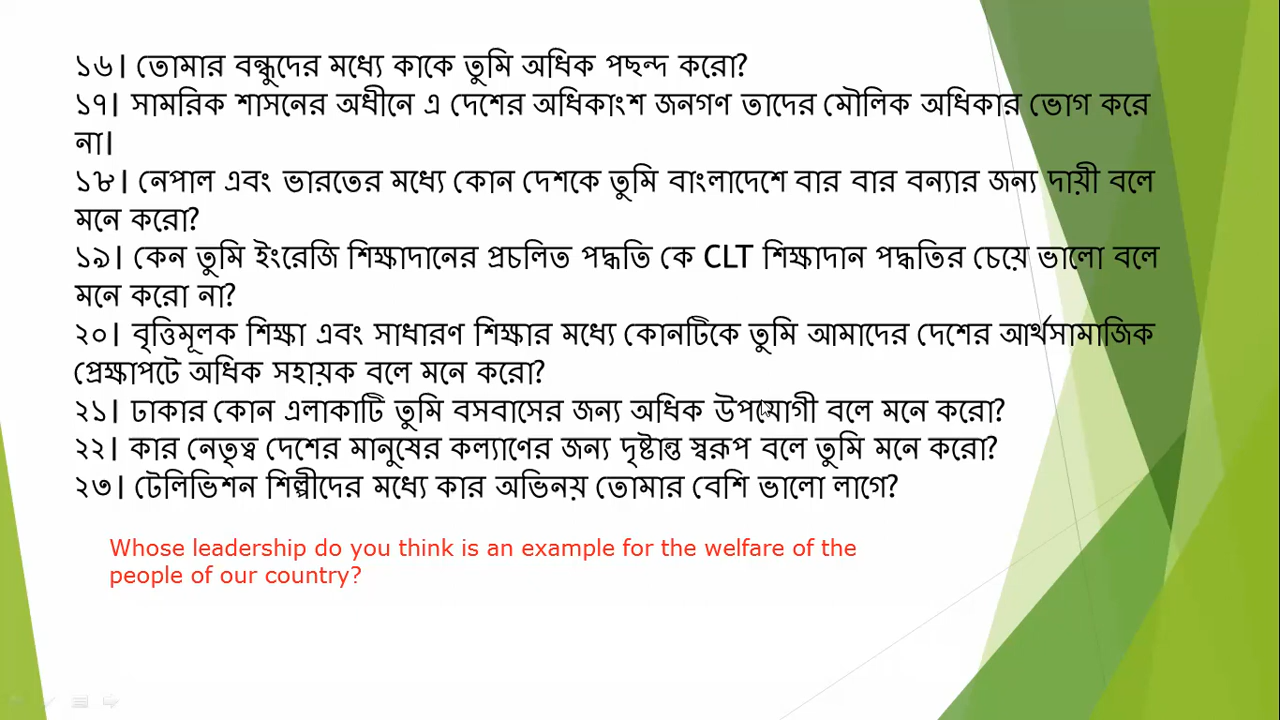 ১৬। তোমার বন্ধুদের মধ্যে কাকে তুমি অধিক পছন্দ করো?
১৭। সামরিক শাসনের অধীনে এ দেশের অধিকাংশ জনগণ তাদের মৌলিক অধিকার ভোগ করে
না।
১৮। নেপাল এবং ভারতের মধ্যে কোন দেশকে তুমি বাংলাদেশে বার বার বন্যার জন্য দায়ী বলে
মনে করো?
১৯। কেন তুমি ইংরেজি শিক্ষাদানের প্রচলিত পদ্ধতি কে CLT শিক্ষাদান পদ্ধতির চেয়ে ভালো বলে
মনে করো না?
২০। বৃত্তিমূলক শিক্ষা এবং সাধারণ শিক্ষার মধ্যে কোনটিকে তুমি আমাদের দেশের আর্থসামাজিক
প্রেক্ষাপটে অধিক সহায়ক বলে মনে করো?
২১। ঢাকার কোন এলাকাটি তুমি বসবাসের জন্য অধিক উপযোগী বলে মনে করো?
২২। কার নেতৃত্ব দেশের মানুষের কল্যাণের জন্য দৃষ্টান্ত স্বরূপ বলে তুমি মনে করো?
২৩। টেলিভিশন শিল্পীদের মধ্যে কার অভিনয় তোমার বেশি ভালো লাগে?
Whose leadership do you think is an example for the welfare of the
people of our country?